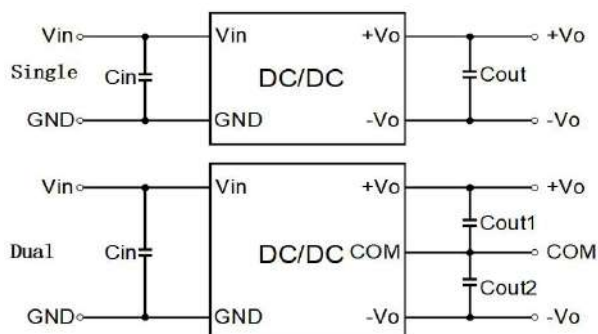 Vin Vin +Vo +Vo
Single Cin DC/DC Cout
GND GND -Vo -Vo
Vin Vin +Vo +Vo
Cout1
Dual Cin DC/DC COM COM
Cout2
GND GND -Vo -Vo